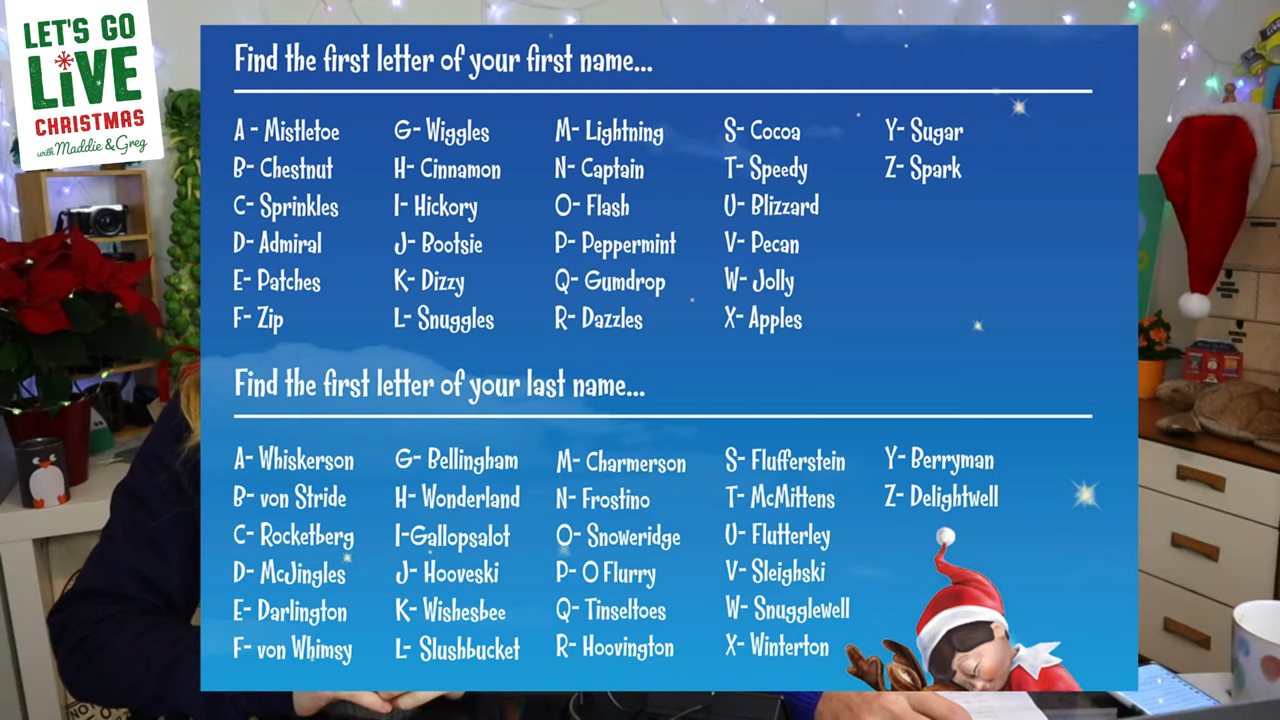 LET'S GO
LIVE
CHRISTMAS
with Maddie & Greg
Find the first letter of your first name...
A - Mistletoe
B- Chestnut
C- Sprinkles
D- Admiral
E- Patches
F- Zip
G- Wiggles
H- Cinnamon
I- Hickory
J- Bootsie
K- Dizzy
L- Snuggles
M- Lightning
N- Captain
O- Flash
P- Peppermint
Q- Gumdrop
R- Dazzles
S- Cocoa
T- Speedy
U- Blizzard
V- Pecan
W- Jolly
X- Apples
Y- Sugar
Z- Spark
Find the first letter of your last name...
A- Whiskerson
B- von Stride
C- Rocketberg
D- McJingles
E- Darlington
F- von Whimsy
G- Bellingham
H- Wonderland
I-Gallopsalot
J- Hooveski
K- Wishesbee
L- Slushbucket
M- Charmerson
N- Frostino
O- Snoweridge
P- O Flurry
Q- Tinseltoes
R- Hoovington
S- Flufferstein
T- McMittens
U- Flutterley
V- Sleighski
W- Snugglewell
X- Winterton
Y- Berryman
Z- Delightwell